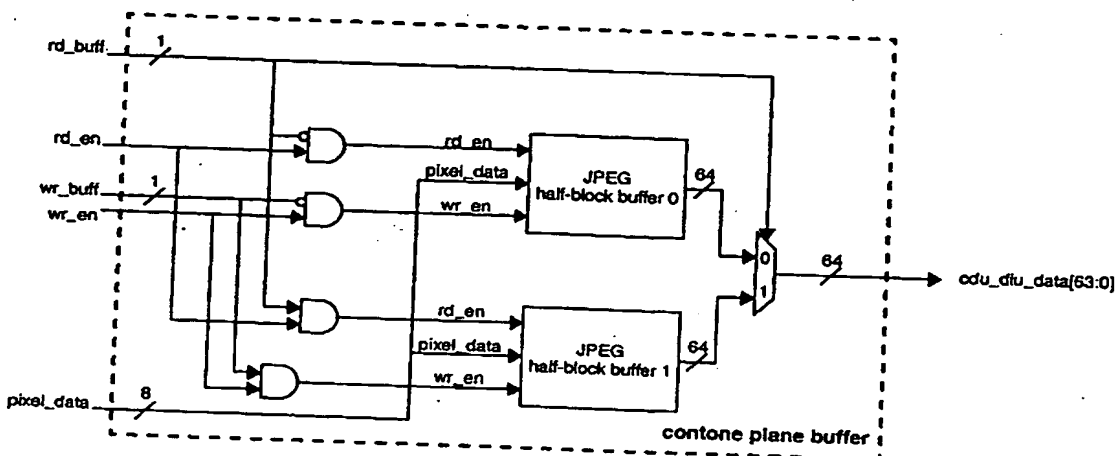 rd_buff
1
rd_en
wr_buff
1
wr_en
pixel_data
8
rd_en
pixel_data
wr_en
JPEG
half-block buffer 0
64
rd_en
pixel_data
wr_en
JPEG
half-block buffer 1
64
0
1
64
cdu_diu_data[63:0]
contone plane buffer